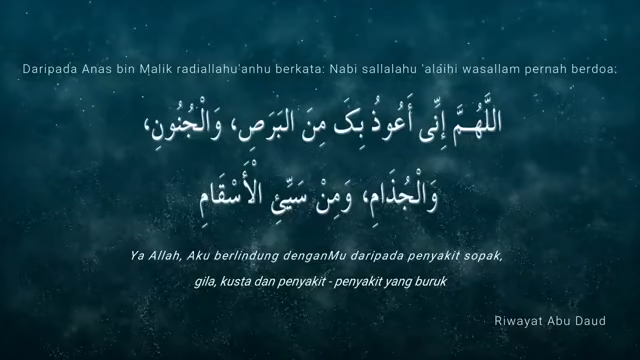 Daripada Anas bin Malik radiallahu'anhu berkata: Nabi sallalahu 'alaihi wasallam pernah berdoa:
اللَّهُمَّ إِنِّى أَعُوذُ بِكَ مِنَ البَرَصِ، وَالْجُنُونِ،
وَالْجُذَامِ، وَمِنْ سَيِّئِ الْأَسْقَامِ
Ya Allah, Aku berlindung denganMu daripada penyakit sopak,
gila, kusta dan penyakit - penyakit yang buruk
Riwayat Abu Daud